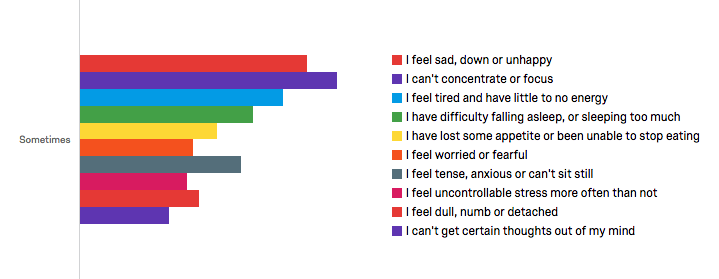 I feel sad, down or unhappy
I can't concentrate or focus
I feel tired and have little to no energy
I have difficulty falling asleep, or sleeping too much
Sometimes
I have lost some appetite or been unable to stop eating
I feel worried or fearful
I feel tense, anxious or can't sit still
I feel uncontrollable stress more often than not
I feel dull, numb or detached
I can't get certain thoughts out of my mind